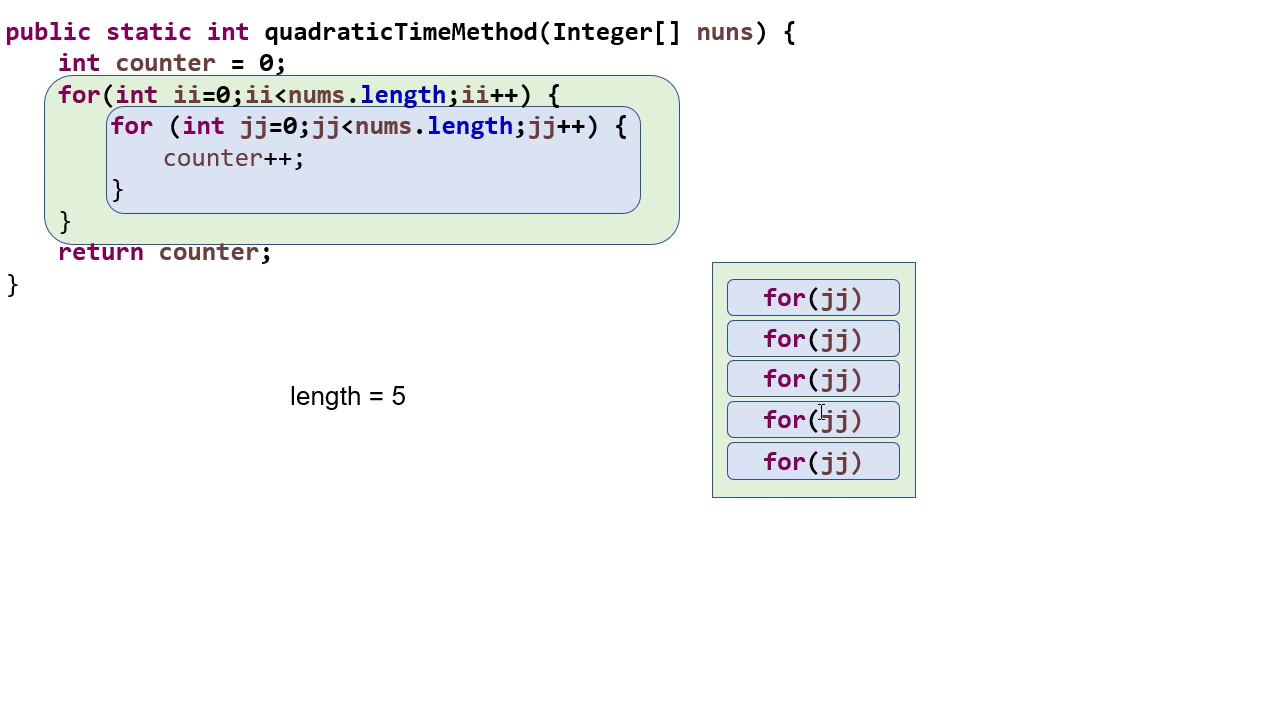 public static int quadraticTimeMethod(Integer[] nuns) {
int counter = 0;
for(int ii=0;ii<nums.length;ii++) {
for (int jj=0;jj<nums.length;jj++) {
counter++;
}
}
return counter;
}
for(jj)
for(jj)
for(jj)
for(jj)
for(jj)
length = 5